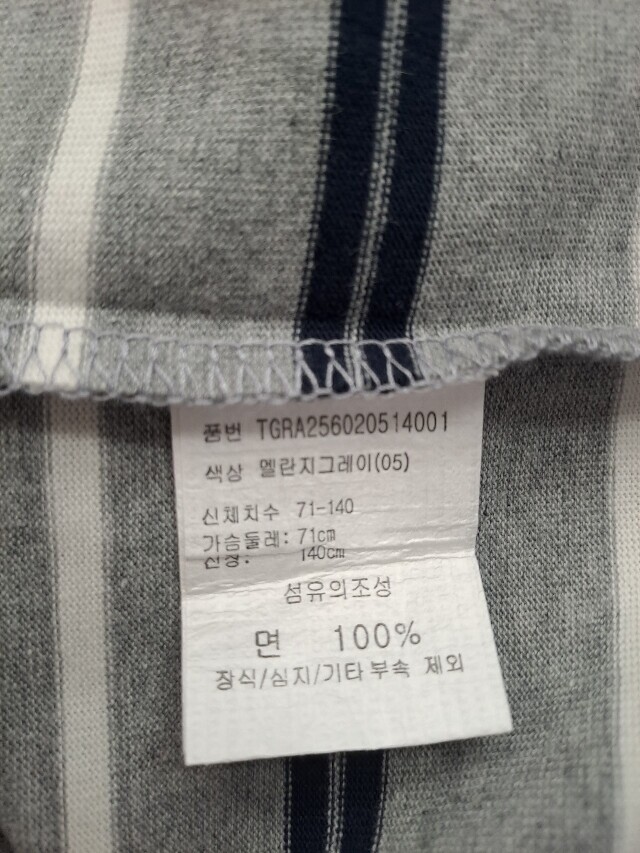 품번 TGRA256020514001
색상 멜란지그레이(05)
신체치수 71-140
가슴둘레: 71cm
신장: 140cm
섬유의조성
면 100%
장식/심지/기타부속 제외